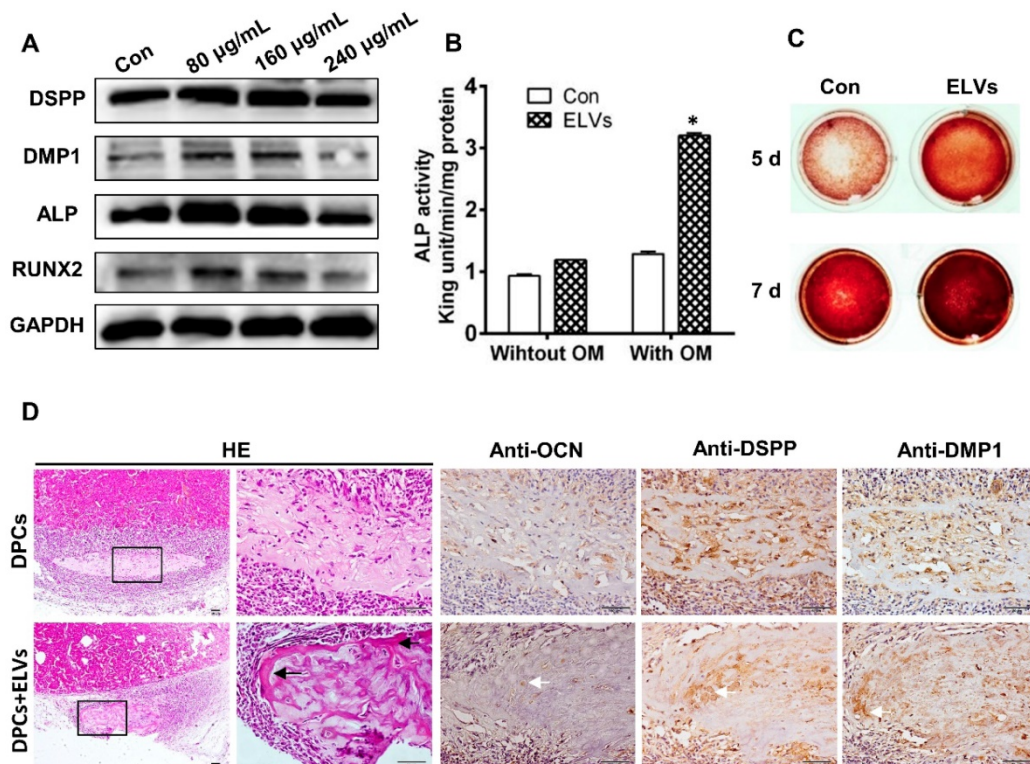 A
Con 80 µg/mL 160 µg/mL 240 µg/mL
DSPP
DMP1
ALP
RUNX2
GAPDH
B
ALP activity
King unit/min/mg protein
4
3
2
1
0
Con
ELVs
*
Wihtout OM With OM
C
Con ELVs
5 d
7 d
D
HE Anti-OCN Anti-DSPP Anti-DMP1
DPCs
DPCs+ELVs